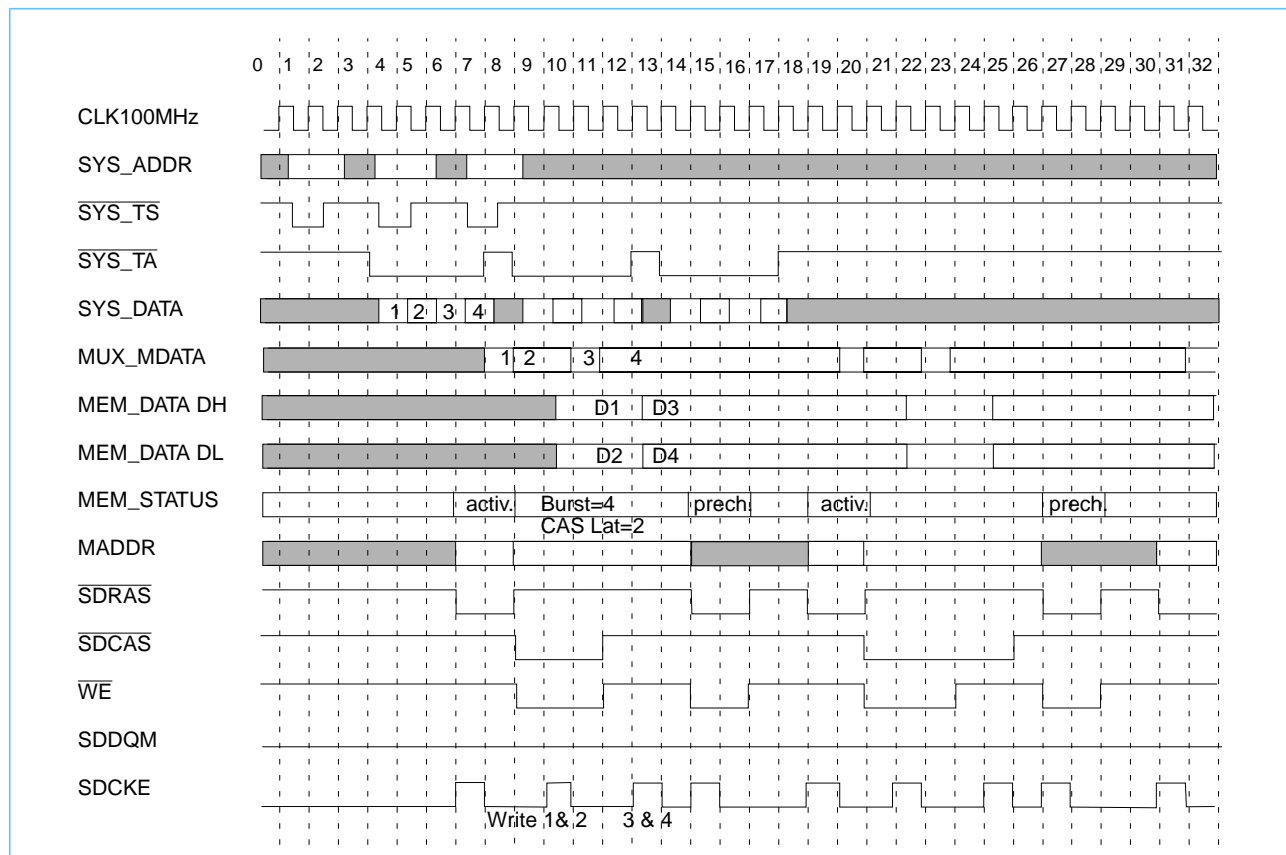 0 1 2 3 4 5 6 7 8 9 10 11 12 13 14 15 16 17 18 19 20 21 22 23 24 25 26 27 28 29 30 31 32
CLK100MHz
SYS_ADDR
SYS_TS
SYS_TA
SYS_DATA 1 2 3 4
MUX_MDATA 1 2 3 4
MEM_DATA DH D1 D3
MEM_DATA DL D2 D4
MEM_STATUS activ. Burst=4 prech. activ. prech.
CAS Lat=2
MADDR
SDRAS
SDCAS
WE
SDDQM
SDCKE
Write 1& 2 3 & 4